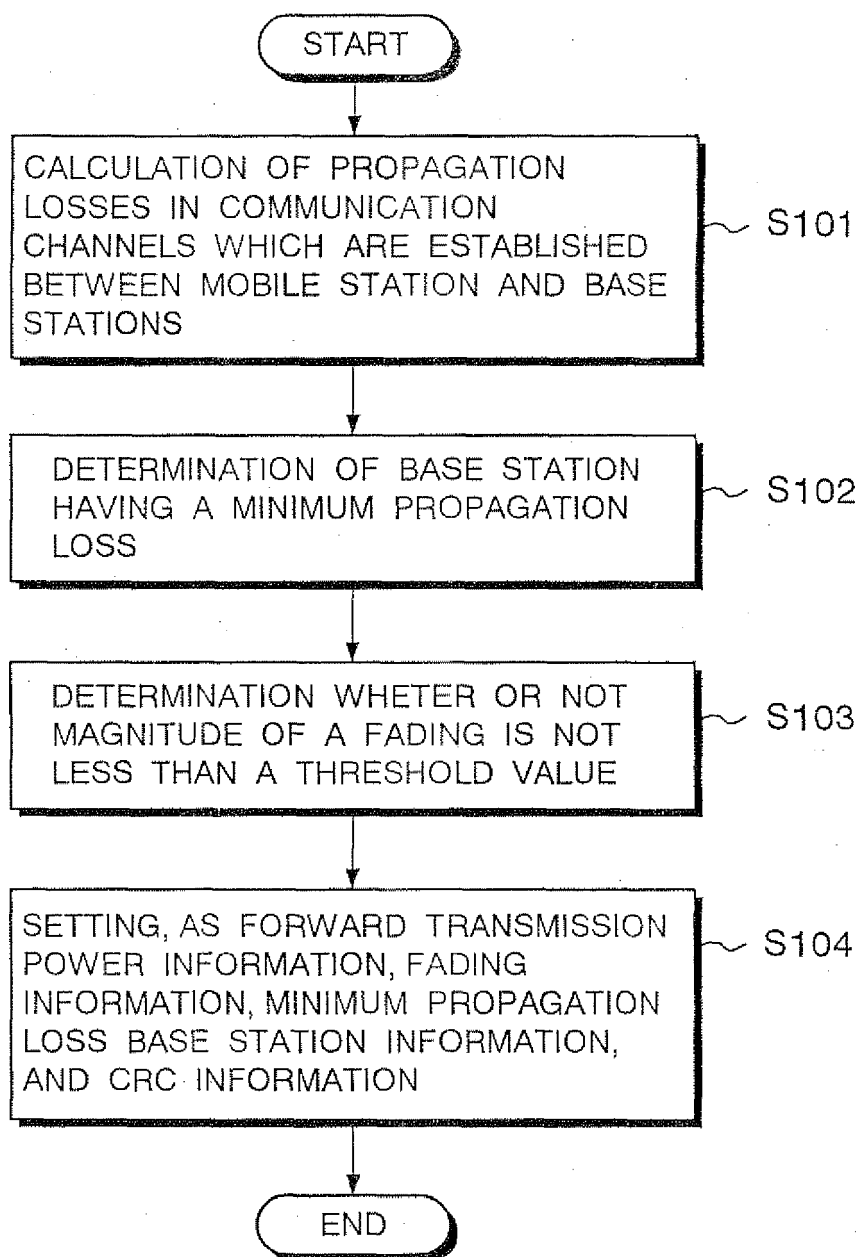 START
CALCULATION OF PROPAGATION
LOSSES IN COMMUNICATION
CHANNELS WHICH ARE ESTABLISHED
BETWEEN MOBILE STATION AND BASE
STATIONS
S101
DETERMINATION OF BASE STATION
HAVING A MINIMUM PROPAGATION
LOSS
S102
DETERMINATION WHETER OR NOT
MAGNITUDE OF A FADING IS NOT
LESS THAN A THRESHOLD VALUE
S103
SETTING, AS FORWARD TRANSMISSION
POWER INFORMATION, FADING
INFORMATION, MINIMUM PROPAGATION
LOSS BASE STATION INFORMATION,
AND CRC INFORMATION
S104
END